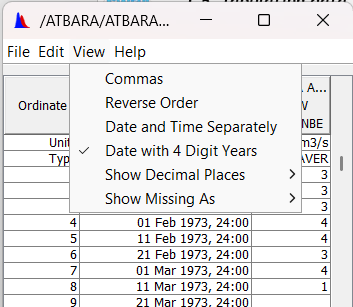 /ATBARA/ATBARA...
File Edit View Help
Commas
Reverse Order
Date and Time Separately
Date with 4 Digit Years
Show Decimal Places
Show Missing As
Ordinate
A...
W
NBE
Unit
m3/s
Typ
AVER
3
3
3
4 01 Feb 1973, 24:00 4
5 11 Feb 1973, 24:00 4
6 21 Feb 1973, 24:00 3
7 01 Mar 1973, 24:00 4
8 11 Mar 1973, 24:00 1
9 21 Mar 1973, 24:00